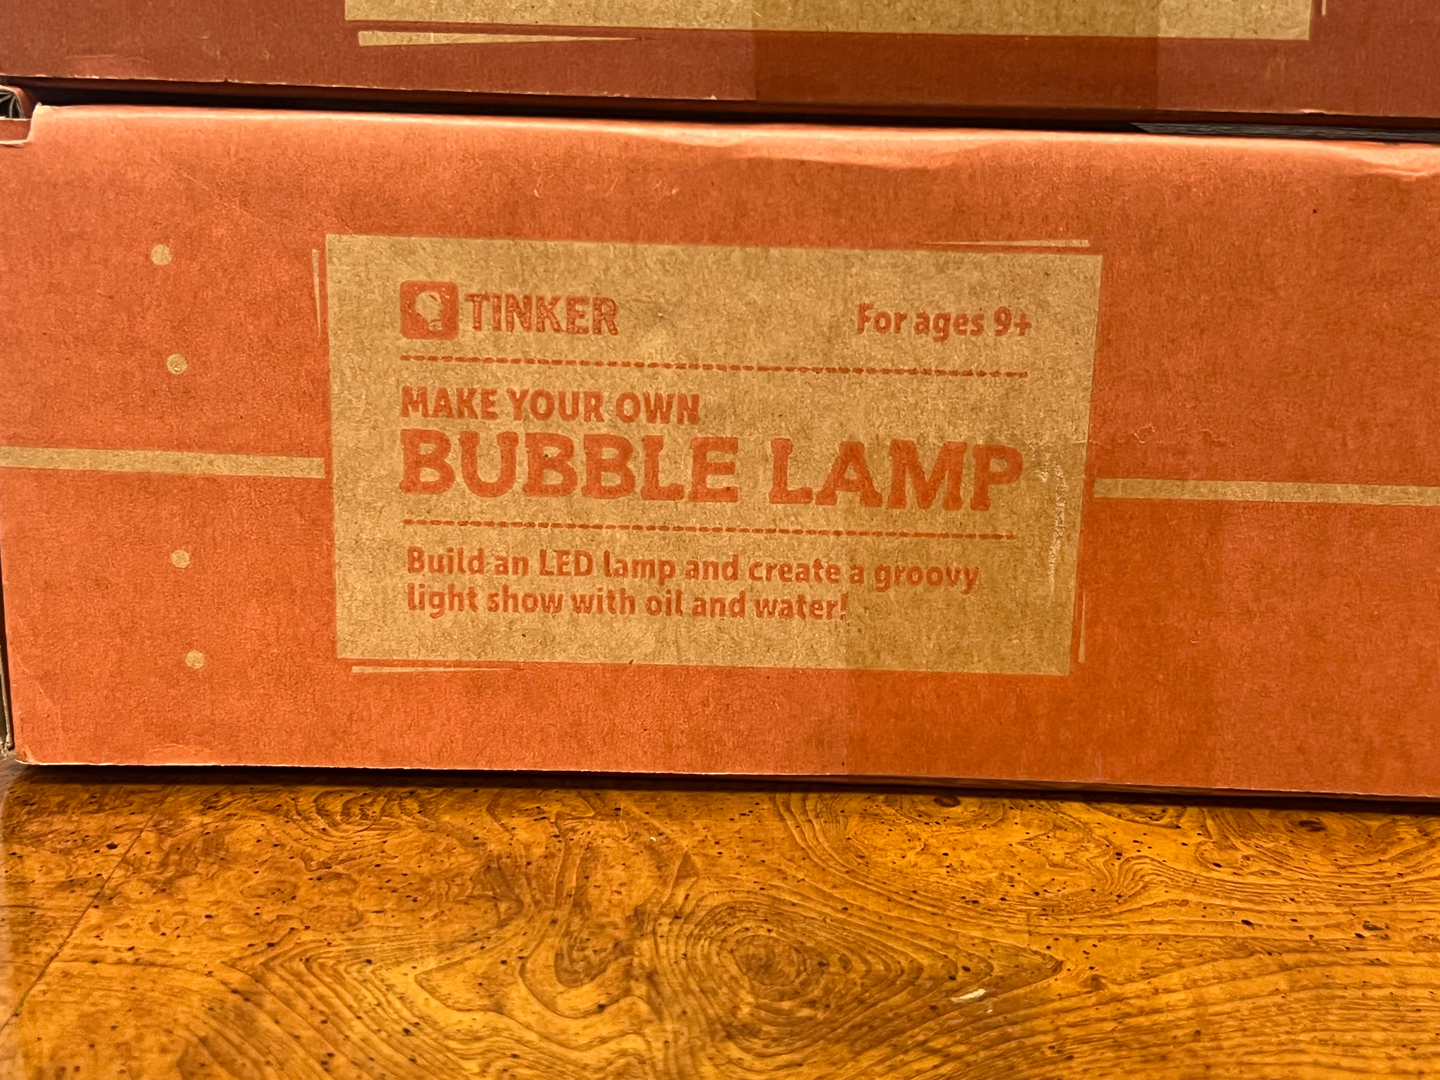 TINKER
For ages 9+
MAKE YOUR OWN
BUBBLE LAMP
Build an LED lamp and create a groovy
light show with oil and water!